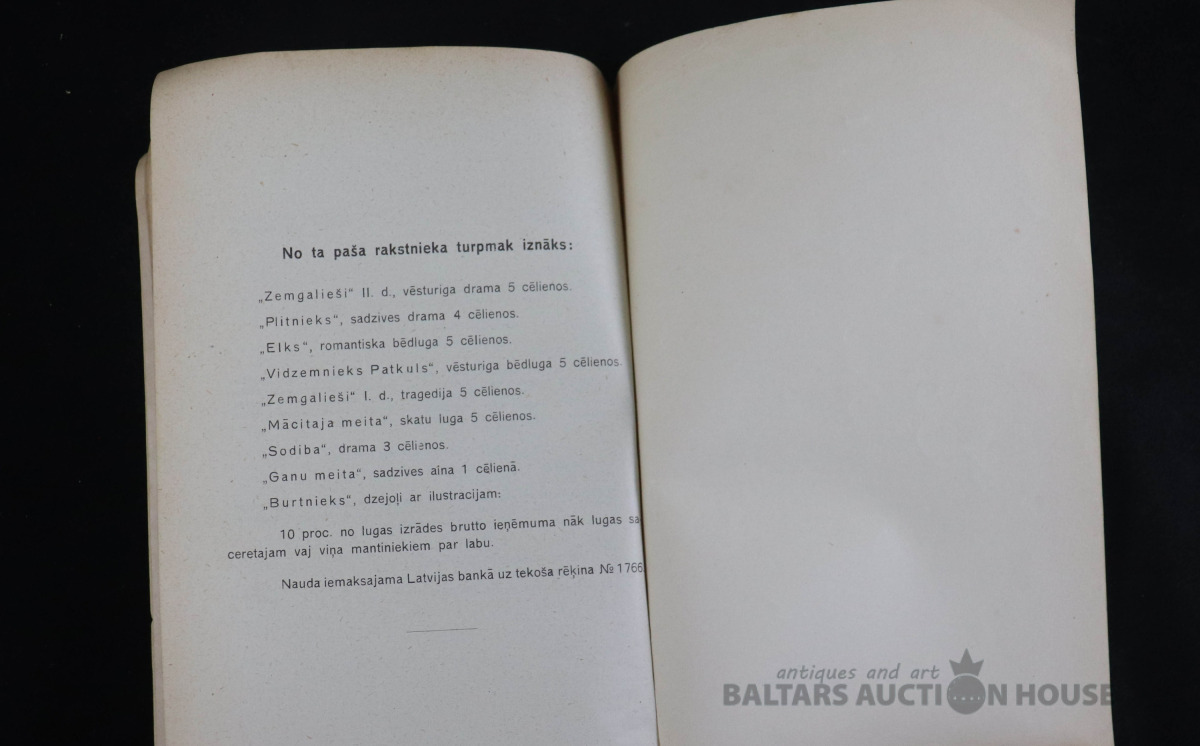 No ta paša rakstnieka turpmak iznāks:
„Zemgalieši“ II. d., vēsturiga drama 5 cēlienos.
„Plitnieks“, sadzives drama 4 cēlienos.
„Elks“, romantiska bēdluga 5 cēlienos.
„Vidzemnieks Patkuls“, vēsturiga bēdluga 5 cēlienos.
„Zemgalieši“ I. d., tragedija 5 cēlienos.
„Mācitaja meita“, skatu luga 5 cēlienos.
„Sodiba“, drama 3 cēlienos.
„Ganu meita“, sadzives aina 1 cēlienā.
„Burtnieks“, dzejoļi ar ilustracijam:
10 proc. no lugas izrādes brutto ieņēmuma nāk lugas sa
ceretajam vaj viņa mantiniekiem par labu.
Nauda iemaksajama Latvijas bankā uz tekoša rēķina № 1766
antiques and art
BALTARS AUCTION HOUSE